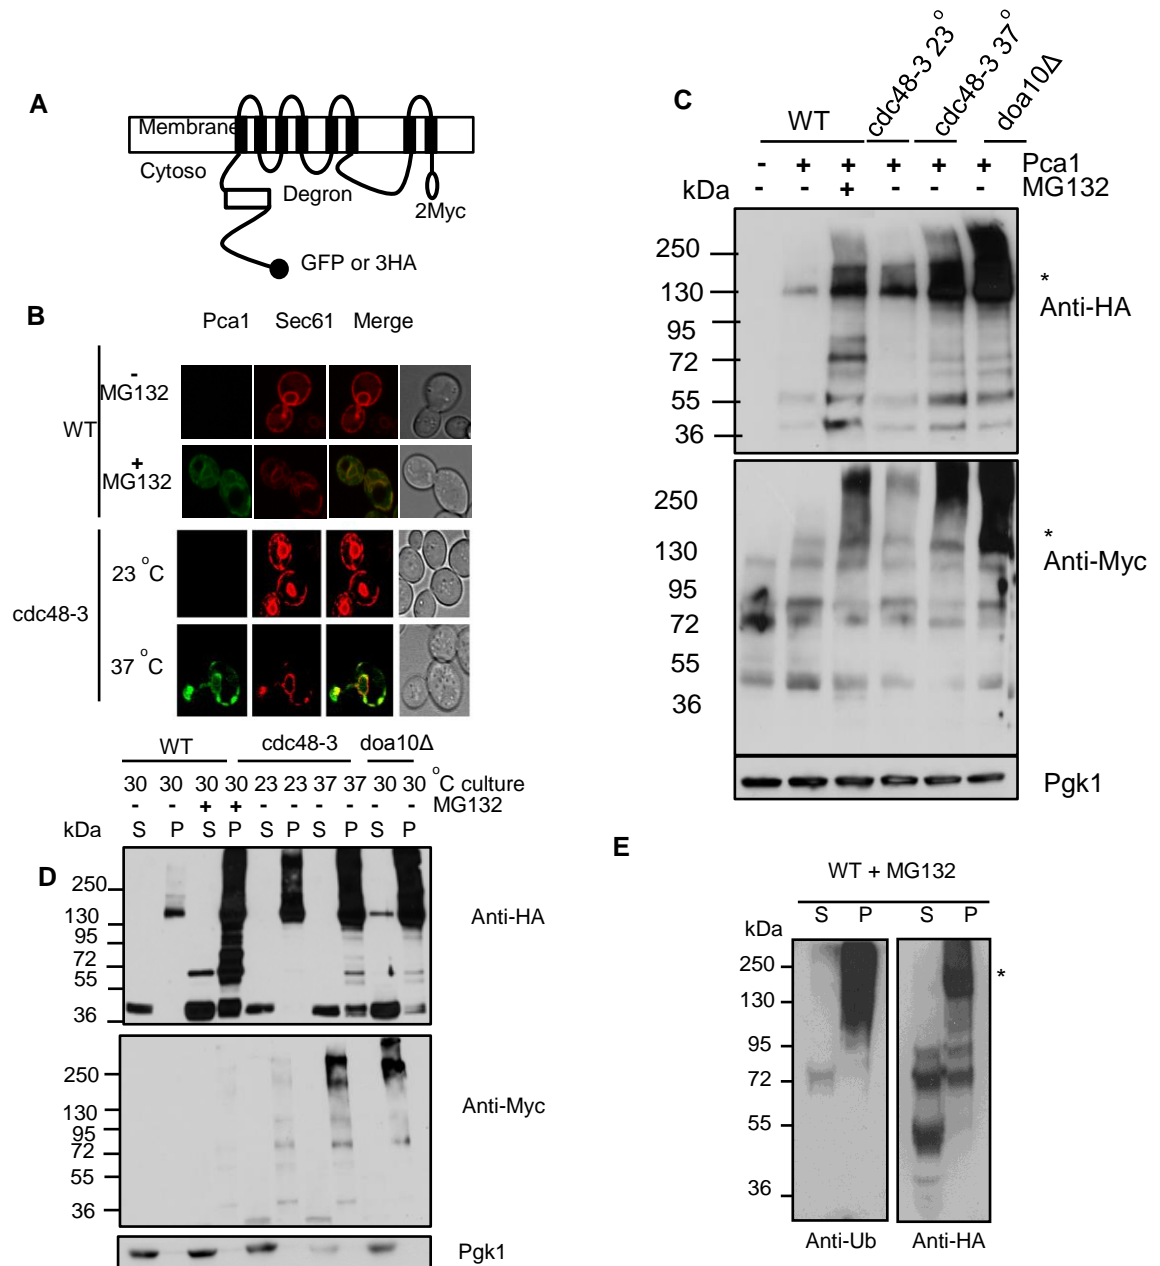 A
Membrane
Cytoso
Degron
2Myc
GFP or 3HA
B
Pca1 Sec61 Merge
WT
-
MG132
+
MG132
cdc48-3
23 °C
37 °C
C
WT cdc48-3 23° cdc48-3 37° doa10Δ
- + + + + + Pca1
- - + - - - MG132
kDa
250
130
95
72
55
36
*
Anti-HA
250
130
95
72
55
36
*
Anti-Myc
Pgk1
D
WT cdc48-3 doa10Δ
30 30 30 30 23 23 37 37 30 30 °C culture
- - + + - - - - - - MG132
kDa S P S P S P S P S P
250
130
95
72
55
36
Anti-HA
250
130
95
72
55
36
Anti-Myc
Pgk1
E
WT + MG132
S P S P
kDa
250
130
95
72
55
36
*
Anti-Ub Anti-HA